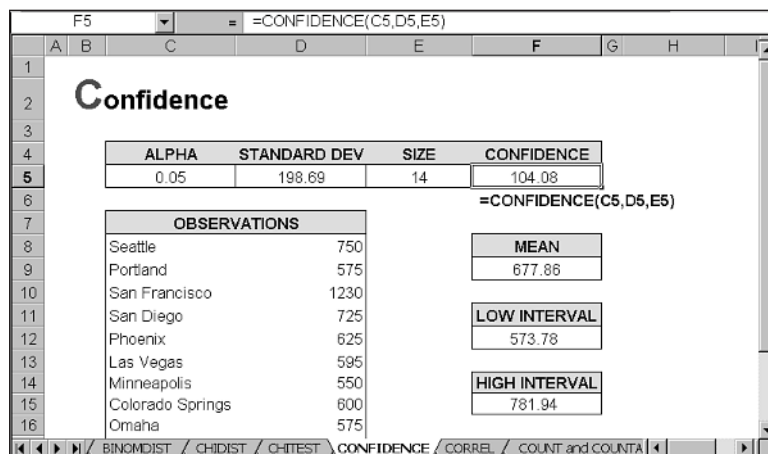 F5 = =CONFIDENCE(C5,D5,E5)
A B C D E F G H I
1
2 Confidence
3
4 ALPHA STANDARD DEV SIZE CONFIDENCE
5 0.05 198.69 14 104.08
6 =CONFIDENCE(C5,D5,E5)
7 OBSERVATIONS
8 Seattle 750 MEAN
9 Portland 575 677.86
10 San Francisco 1230
11 San Diego 725 LOW INTERVAL
12 Phoenix 625 573.78
13 Las Vegas 595
14 Minneapolis 550 HIGH INTERVAL
15 Colorado Springs 600 781.94
16 Omaha 575
BINOMDIST / CHIDIST / CHITEST \ CONFIDENCE / CORREL / COUNT and COUNTA